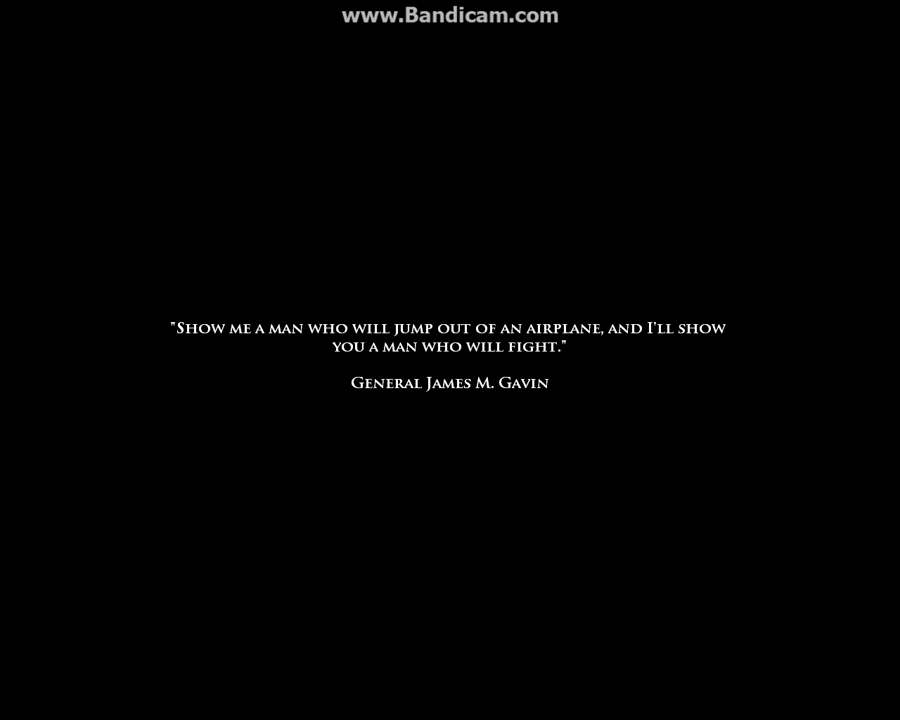 www.Bandicam.com
"Show me a man who will jump out of an airplane, and I'll show
you a man who will fight."
General James M. Gavin